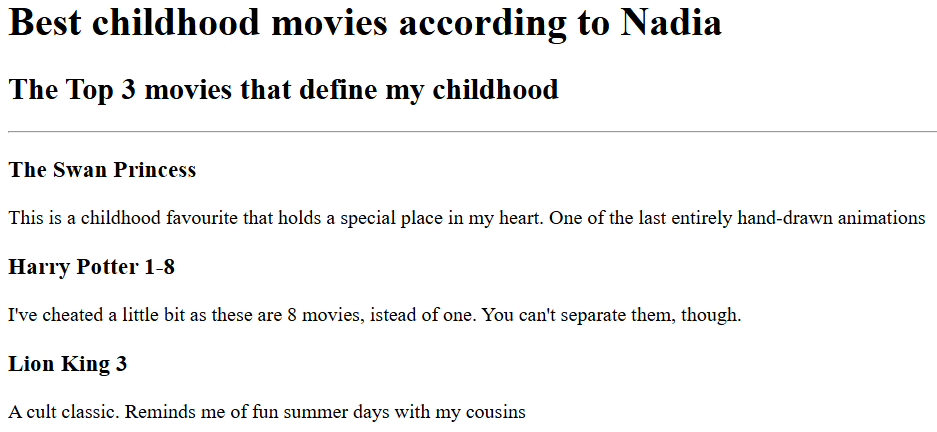 Best childhood movies according to Nadia
The Top 3 movies that define my childhood
The Swan Princess
This is a childhood favourite that holds a special place in my heart. One of the last entirely hand-drawn animations
Harry Potter 1-8
I've cheated a little bit as these are 8 movies, istead of one. You can't separate them, though.
Lion King 3
A cult classic. Reminds me of fun summer days with my cousins